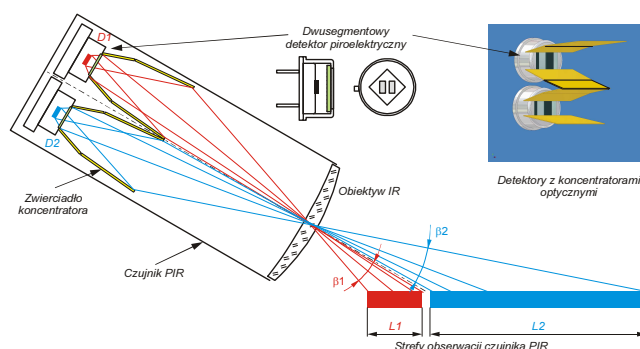 D1
Dwusegmentowy
detektor piroelektryczny
D2
Zwierciadło
koncentratora
Obiektyw IR
Detektory z koncentratorami
optycznymi
Czujnik PIR
β1
β2
L1
L2
Strefy obserwacji czujnika PIR